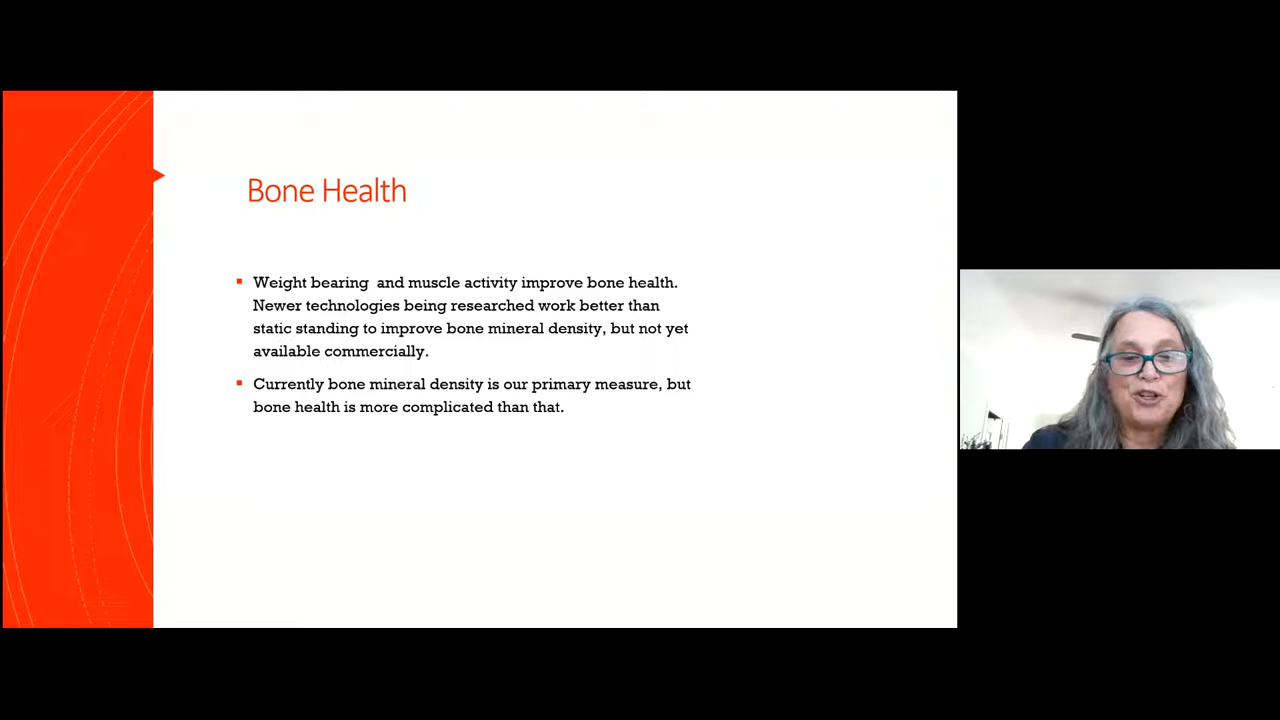 Bone Health
Weight bearing  and muscle activity improve bone health.
Newer technologies being researched work better than
static standing to improve bone mineral density, but not yet
available commercially.
Currently bone mineral density is our primary measure, but
bone health is more complicated than that.